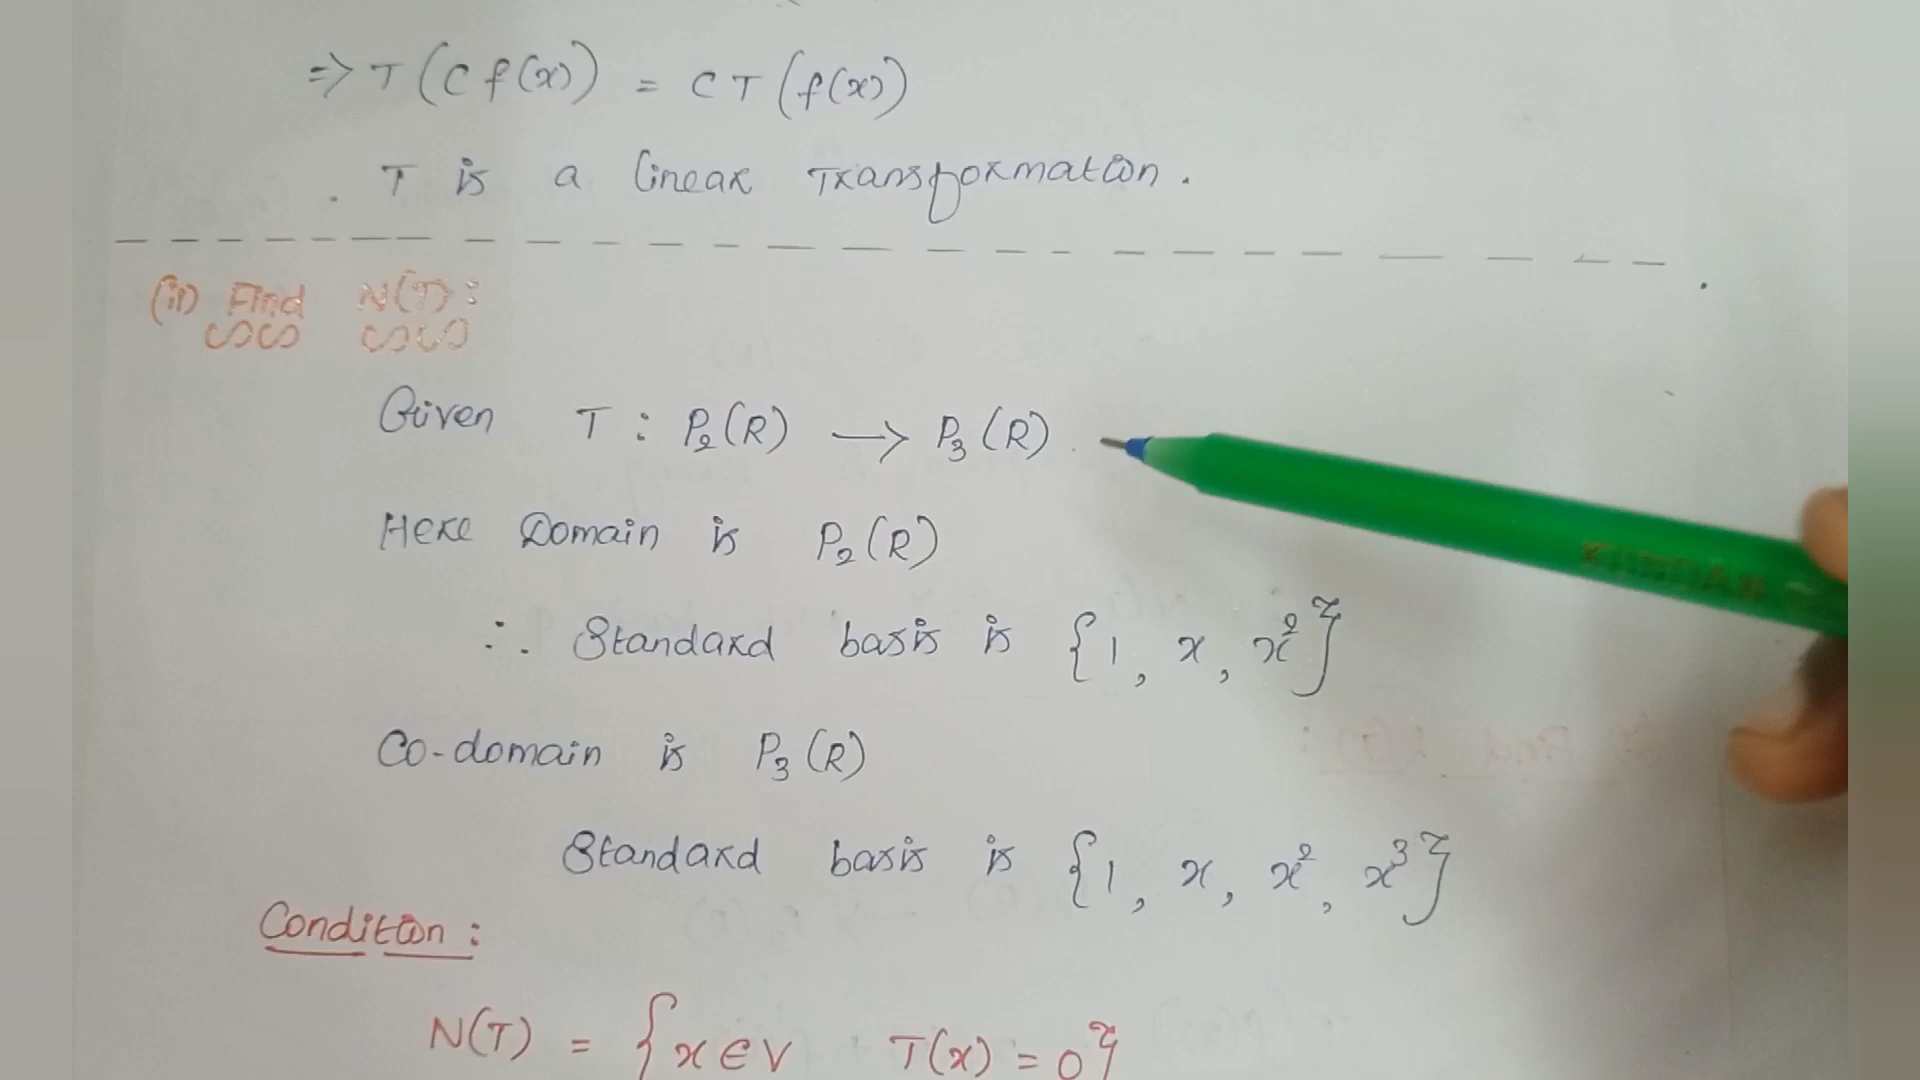 ⇒ T(cf(x)) = cT(f(x))
T is a linear Transformation.
(ii) Find N(T):
Given T : P₂(R) → P₃(R)
Here Domain is P₂(R)
∴ Standard basis is {1, x, x²}
Co-domain is P₃(R)
Standard basis is {1, x, x², x³}
Condition:
N(T) = {x ∈ V T(x) = 0}